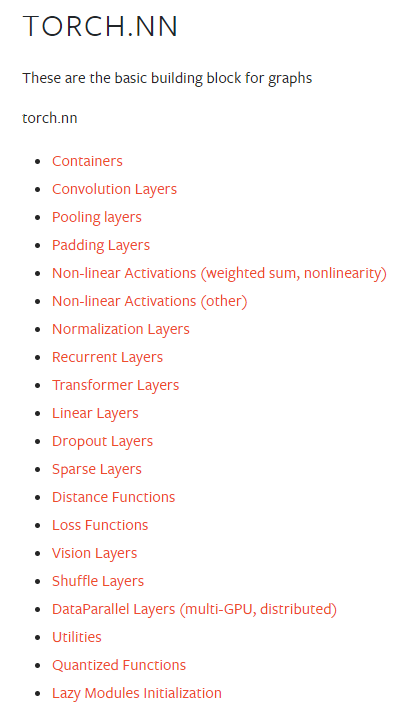 TORCH.NN
These are the basic building block for graphs
torch.nn
Containers
Convolution Layers
Pooling layers
Padding Layers
Non-linear Activations (weighted sum, nonlinearity)
Non-linear Activations (other)
Normalization Layers
Recurrent Layers
Transformer Layers
Linear Layers
Dropout Layers
Sparse Layers
Distance Functions
Loss Functions
Vision Layers
Shuffle Layers
DataParallel Layers (multi-GPU, distributed)
Utilities
Quantized Functions
Lazy Modules Initialization